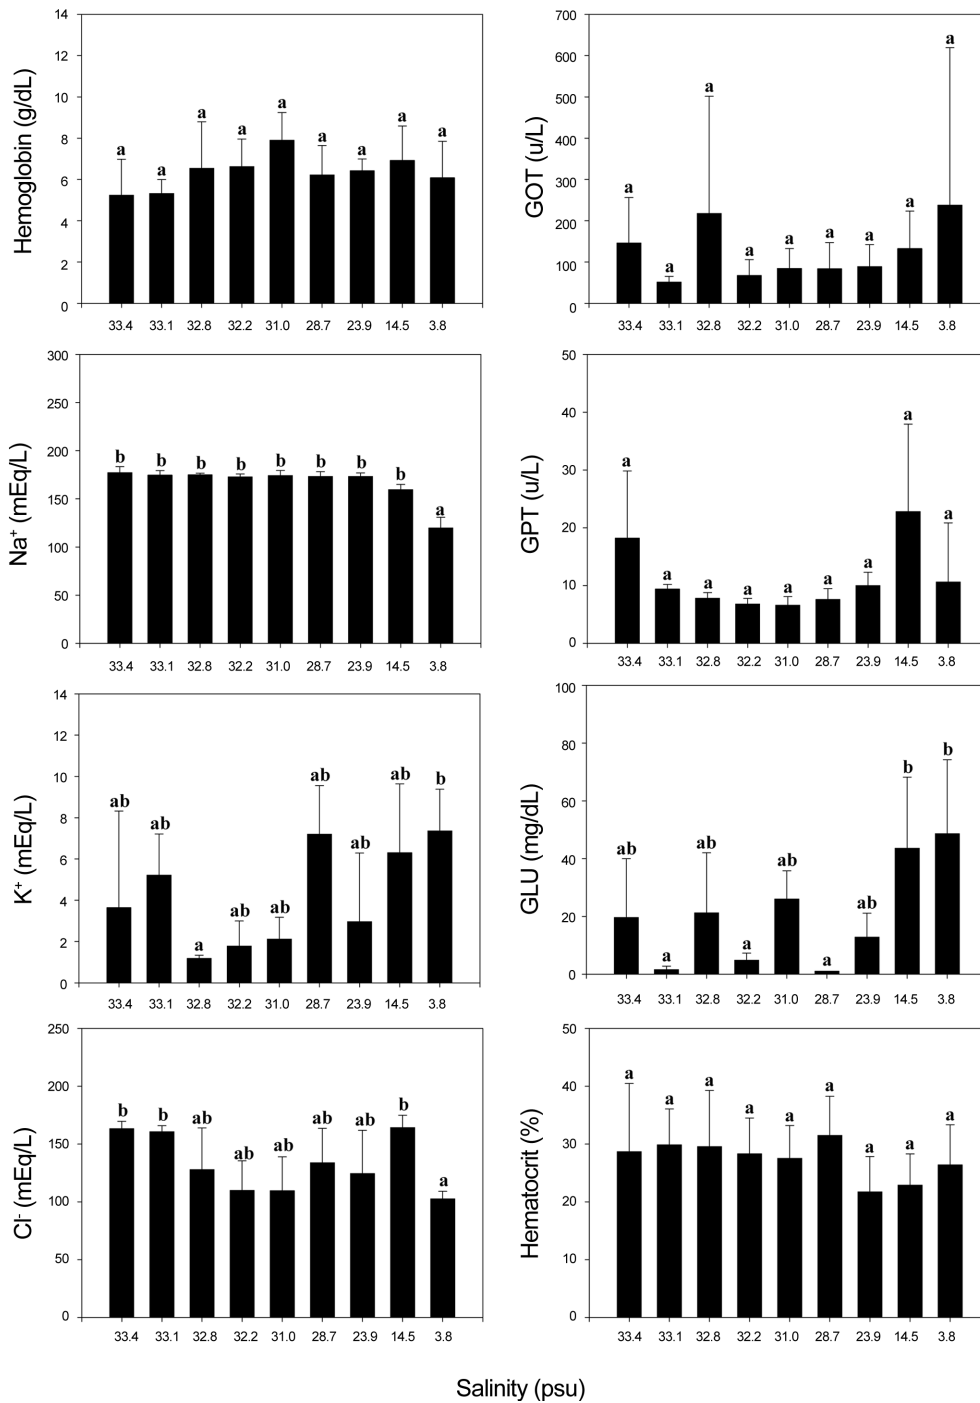 Hemoglobin (g/dL)
14
12
10
8
6
4
2
0
a a a a a a a a a
33.4 33.1 32.8 32.2 31.0 28.7 23.9 14.5 3.8
GOT (u/L)
700
600
500
400
300
200
100
0
a a a a a a a a a
33.4 33.1 32.8 32.2 31.0 28.7 23.9 14.5 3.8
Na⁺ (mEq/L)
300
250
200
150
100
50
0
b b b b b b b b a
33.4 33.1 32.8 32.2 31.0 28.7 23.9 14.5 3.8
GPT (u/L)
50
40
30
20
10
0
a a a a a a a a a
33.4 33.1 32.8 32.2 31.0 28.7 23.9 14.5 3.8
K⁺ (mEq/L)
14
12
10
8
6
4
2
0
ab ab a ab ab ab ab ab b
33.4 33.1 32.8 32.2 31.0 28.7 23.9 14.5 3.8
GLU (mg/dL)
100
80
60
40
20
0
ab a ab a ab a ab b b
33.4 33.1 32.8 32.2 31.0 28.7 23.9 14.5 3.8
Cl⁻ (mEq/L)
250
200
150
100
50
0
b b ab ab ab ab ab b a
33.4 33.1 32.8 32.2 31.0 28.7 23.9 14.5 3.8
Hematocrit (%)
50
40
30
20
10
0
a a a a a a a a a
33.4 33.1 32.8 32.2 31.0 28.7 23.9 14.5 3.8
Salinity (psu)